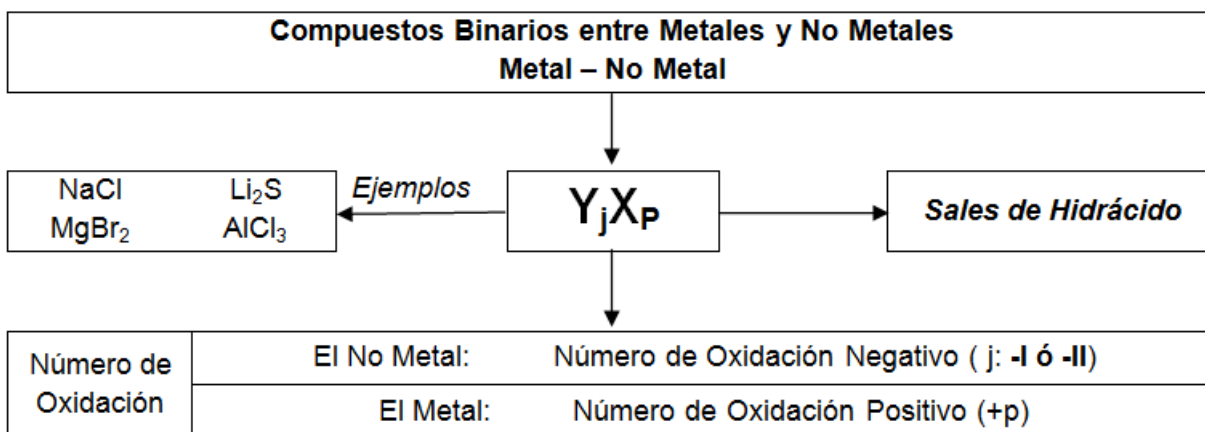 Compuestos Binarios entre Metales y No Metales
Metal – No Metal
NaCl Li₂S
MgBr₂ AlCl₃
Ejemplos
YⱼX_P
Sales de Hidrácido
Número de
Oxidación
El No Metal: Número de Oxidación Negativo ( j: -I ó -II)
El Metal: Número de Oxidación Positivo (+p)